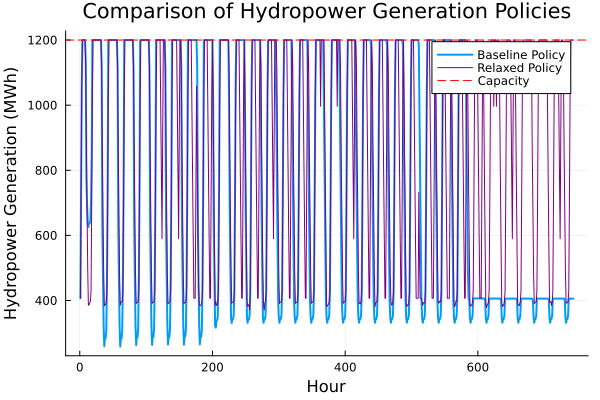 Comparison of Hydropower Generation Policies
Hydropower Generation (MWh)
1200
1000
800
600
400
Baseline Policy
Relaxed Policy
Capacity
0
200
400
600
Hour